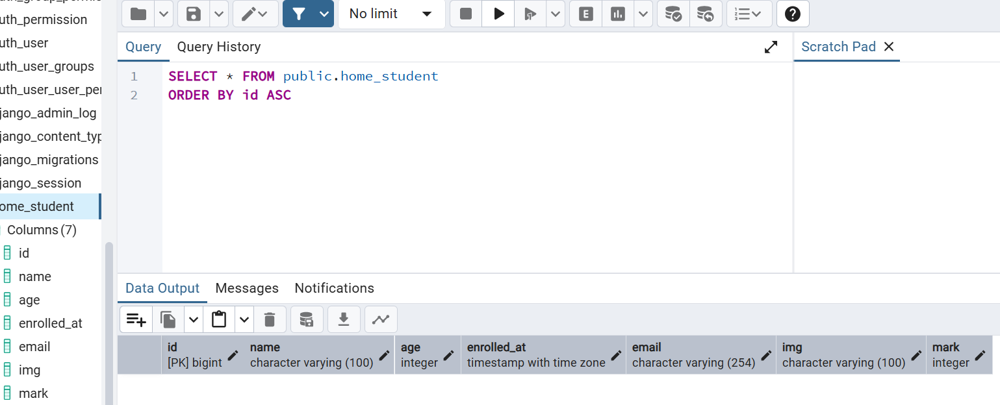 uth_group_permis
uth_permission
uth_user
uth_user_groups
uth_user_user_per
jango_admin_log
jango_content_typ
jango_migrations
jango_session
ome_student
Columns (7)
id
name
age
enrolled_at
email
img
mark
No limit
E
Query Query History
Scratch Pad
1 SELECT * FROM public.home_student
2 ORDER BY id ASC
Data Output Messages Notifications
id name age enrolled_at email img mark
[PK] bigint character varying (100) integer timestamp with time zone character varying (254) character varying (100) integer